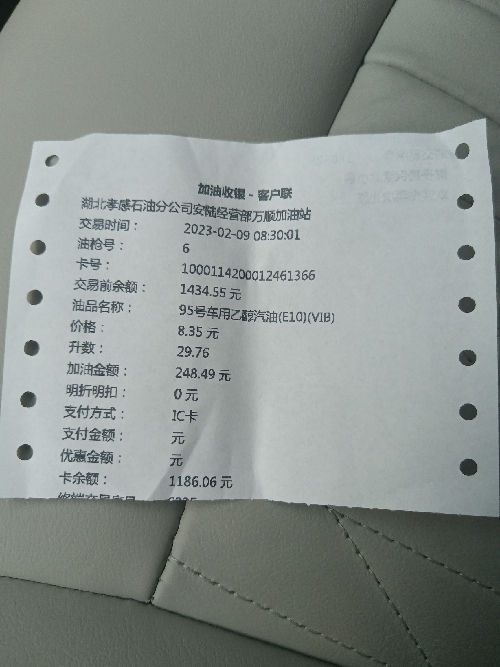 加油收银 - 客户联
湖北孝感石油分公司安陆经营部万顺加油站
交易时间： 2023-02-09 08:30:01
油枪号： 6
卡号： 1000114200012461366
交易前余额： 1434.55 元
油品名称： 95号车用乙醇汽油(E10)(VIB)
价格： 8.35 元
升数： 29.76
加油金额： 248.49 元
明折明扣： 0 元
支付方式： IC卡
支付金额： 元
优惠金额： 元
卡余额： 1186.06 元